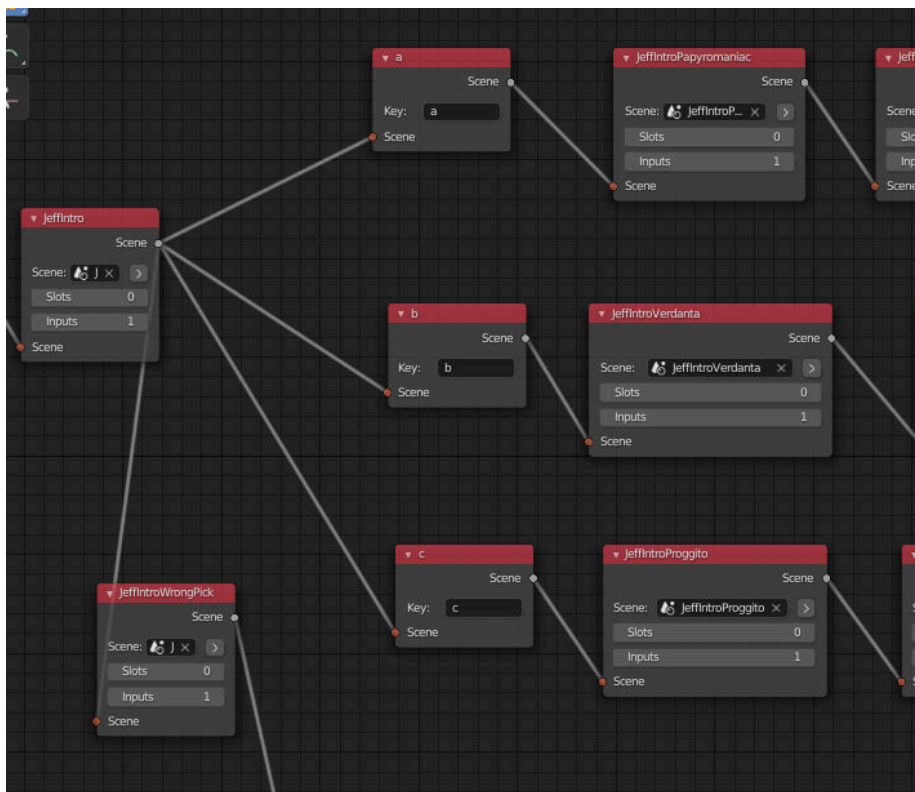 a
Scene
Key: a
Scene
JeffIntroPapyromaniac
Scene
Scene: JeffIntroP...
Slots 0
Inputs 1
Scene
Jeff
Scene
JeffIntro
Scene
Scene: J
Slots 0
Inputs 1
Scene
b
Scene
Key: b
Scene
JeffIntroVerdanta
Scene
Scene: JeffIntroVerdanta
Slots 0
Inputs 1
Scene
c
Scene
Key: c
Scene
JeffIntroProggito
Scene
Scene: JeffIntroProggito
Slots 0
Inputs 1
Scene
JeffIntroWrongPick
Scene
Scene: J
Slots 0
Inputs 1
Scene